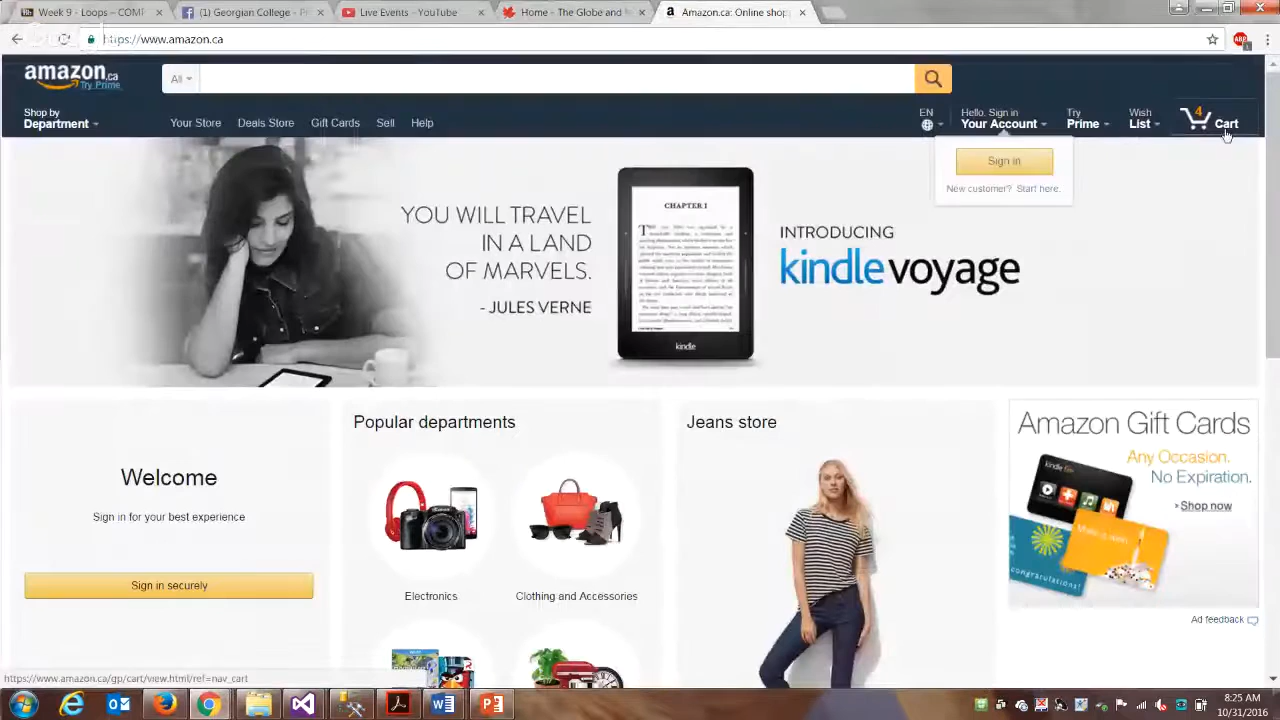 Week 9 - Loops – COMP
(1) Georgian College - P
Live Events - YouTube
Home - The Globe and
Amazon.ca: Online shop
https://www.amazon.ca
ABP
1
amazon.ca
Try Prime
All
Shop by
Department
Your Store
Deals Store
Gift Cards
Sell
Help
EN
Hello. Sign in
Your Account
Try
Prime
Wish
List
4
Cart
Sign in
New customer? Start here.
YOU WILL TRAVEL
IN A LAND
OF MARVELS.
- JULES VERNE
CHAPTER I
kindle
INTRODUCING
kindle voyage
Welcome
Sign in for your best experience
Sign in securely
Popular departments
Electronics
Clothing and Accessories
Jeans store
Amazon Gift Cards
Any Occasion.
No Expiration.
Shop now
kindle
congratulations!
Ad feedback
https://www.amazon.ca/gp/cart/view.html/ref=nav_cart
8:25 AM
10/31/2016